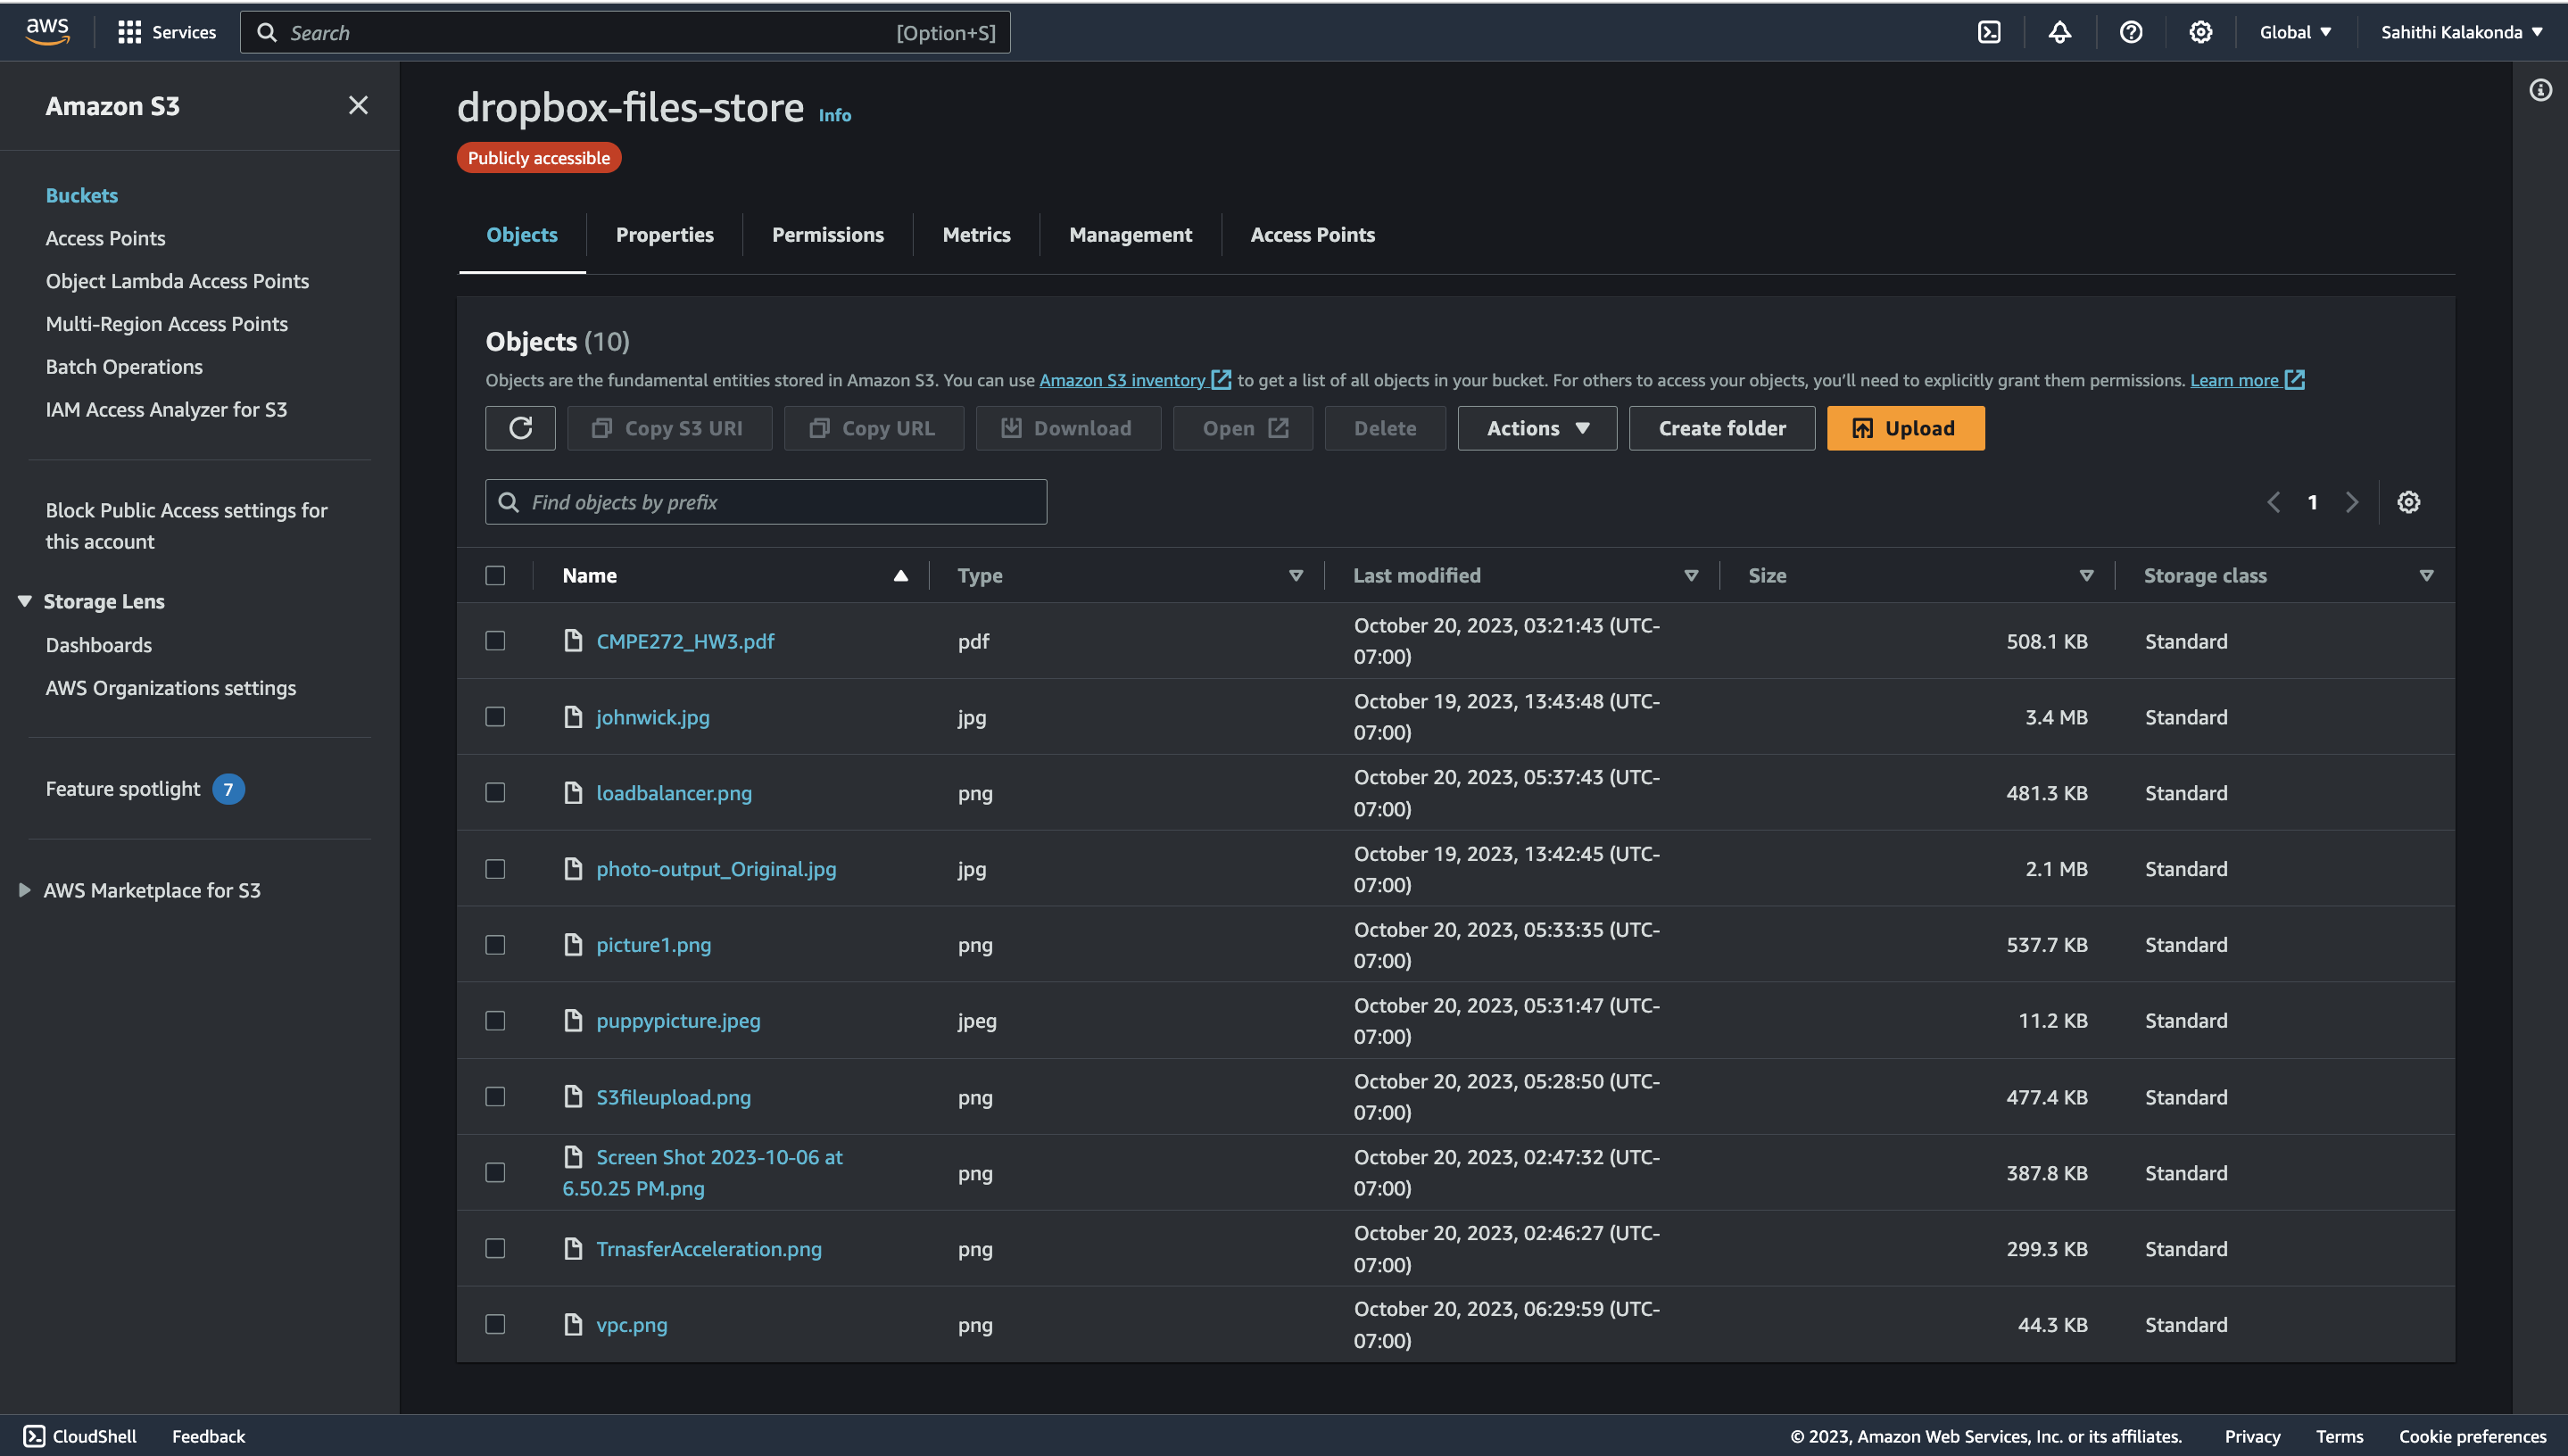 aws
Services
Search
[Option+S]
Global
Sahithi Kalakonda
Amazon S3
Buckets
Access Points
Object Lambda Access Points
Multi-Region Access Points
Batch Operations
IAM Access Analyzer for S3
Block Public Access settings for
this account
Storage Lens
Dashboards
AWS Organizations settings
Feature spotlight 7
AWS Marketplace for S3
dropbox-files-store Info
Publicly accessible
Objects
Properties
Permissions
Metrics
Management
Access Points
Objects (10)
Objects are the fundamental entities stored in Amazon S3. You can use Amazon S3 inventory to get a list of all objects in your bucket. For others to access your objects, you'll need to explicitly grant them permissions. Learn more
Copy S3 URI
Copy URL
Download
Open
Delete
Actions
Create folder
Upload
Find objects by prefix
1
Name Type Last modified Size Storage class
CMPE272_HW3.pdf pdf October 20, 2023, 03:21:43 (UTC-
07:00) 508.1 KB Standard
johnwick.jpg jpg October 19, 2023, 13:43:48 (UTC-
07:00) 3.4 MB Standard
loadbalancer.png png October 20, 2023, 05:37:43 (UTC-
07:00) 481.3 KB Standard
photo-output_Original.jpg jpg October 19, 2023, 13:42:45 (UTC-
07:00) 2.1 MB Standard
picture1.png png October 20, 2023, 05:33:35 (UTC-
07:00) 537.7 KB Standard
puppypicture.jpeg jpeg October 20, 2023, 05:31:47 (UTC-
07:00) 11.2 KB Standard
S3fileupload.png png October 20, 2023, 05:28:50 (UTC-
07:00) 477.4 KB Standard
Screen Shot 2023-10-06 at
6.50.25 PM.png png October 20, 2023, 02:47:32 (UTC-
07:00) 387.8 KB Standard
TrnasferAcceleration.png png October 20, 2023, 02:46:27 (UTC-
07:00) 299.3 KB Standard
vpc.png png October 20, 2023, 06:29:59 (UTC-
07:00) 44.3 KB Standard
CloudShell
Feedback
© 2023, Amazon Web Services, Inc. or its affiliates.
Privacy
Terms
Cookie preferences